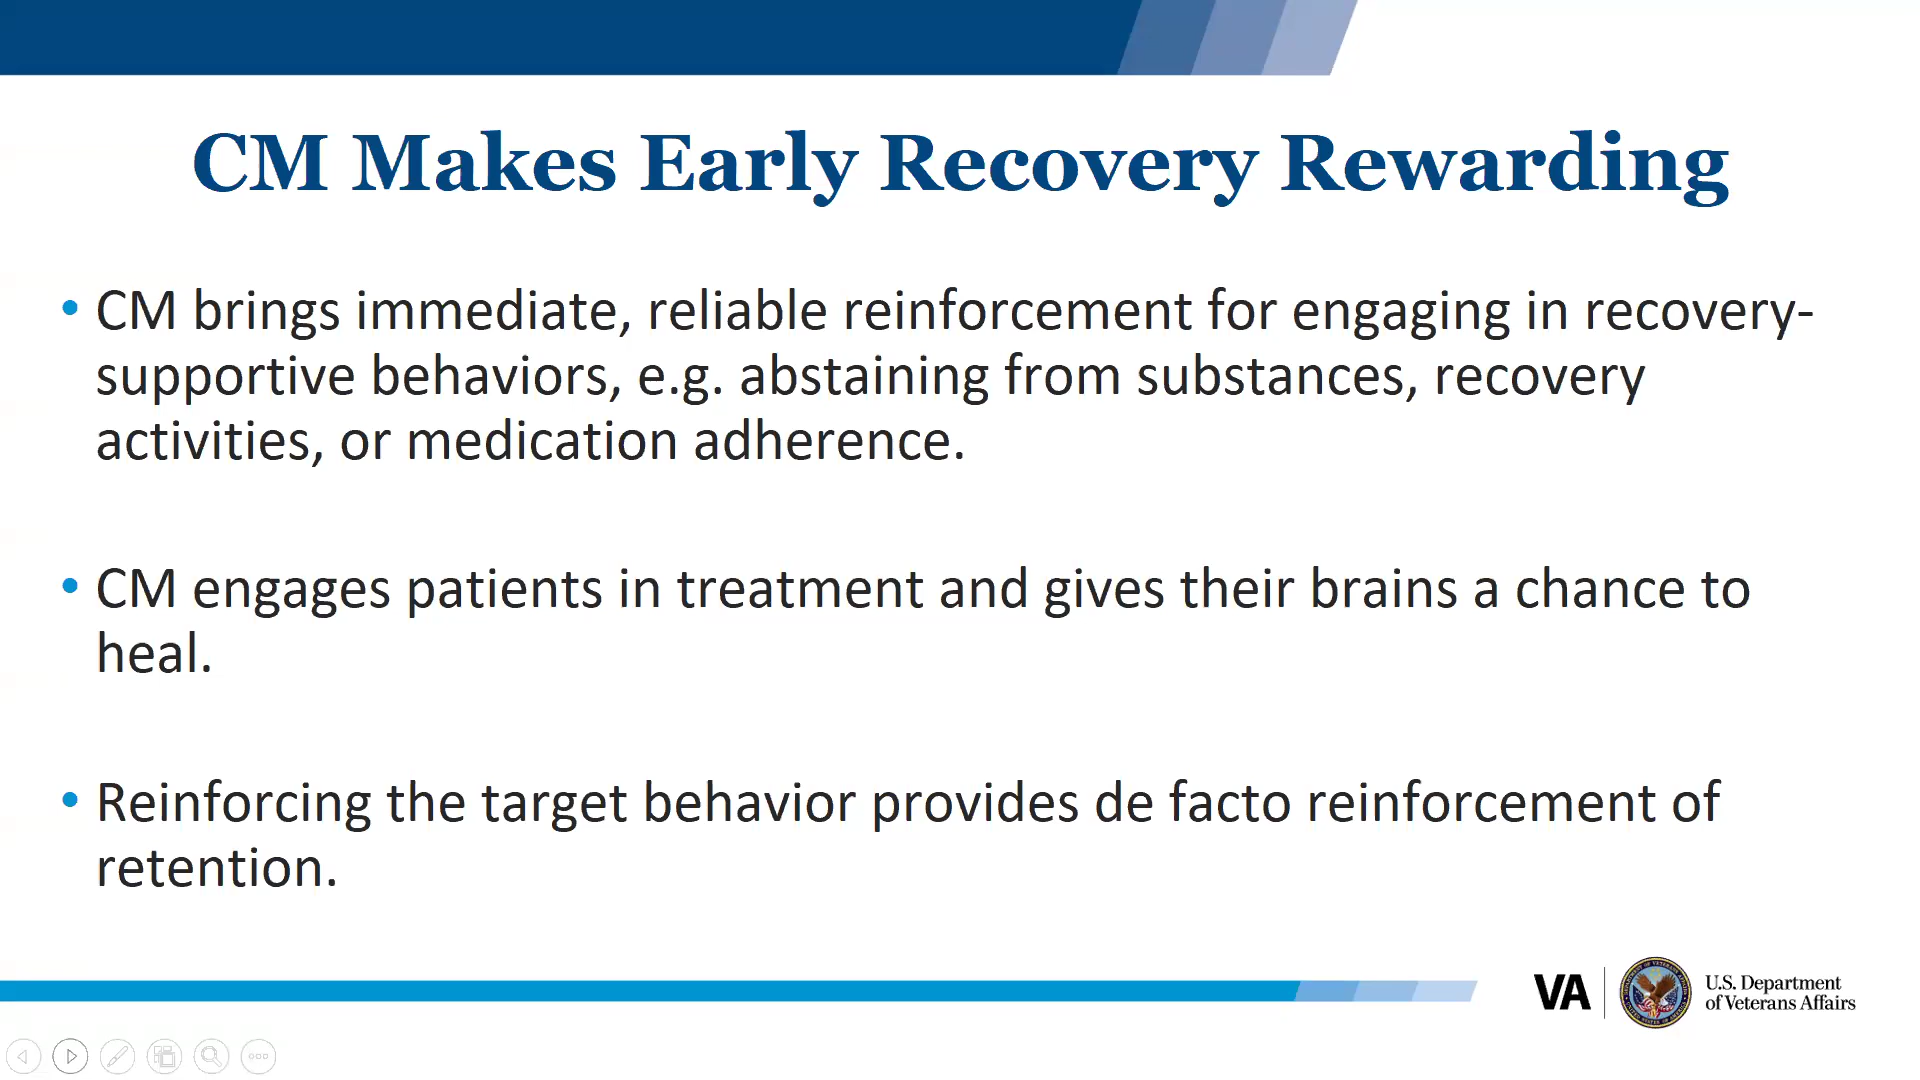 CM Makes Early Recovery Rewarding
• CM brings immediate, reliable reinforcement for engaging in recovery-
supportive behaviors, e.g. abstaining from substances, recovery
activities, or medication adherence.
• CM engages patients in treatment and gives their brains a chance to
heal.
• Reinforcing the target behavior provides de facto reinforcement of
retention.
VA
U.S. Department
of Veterans Affairs